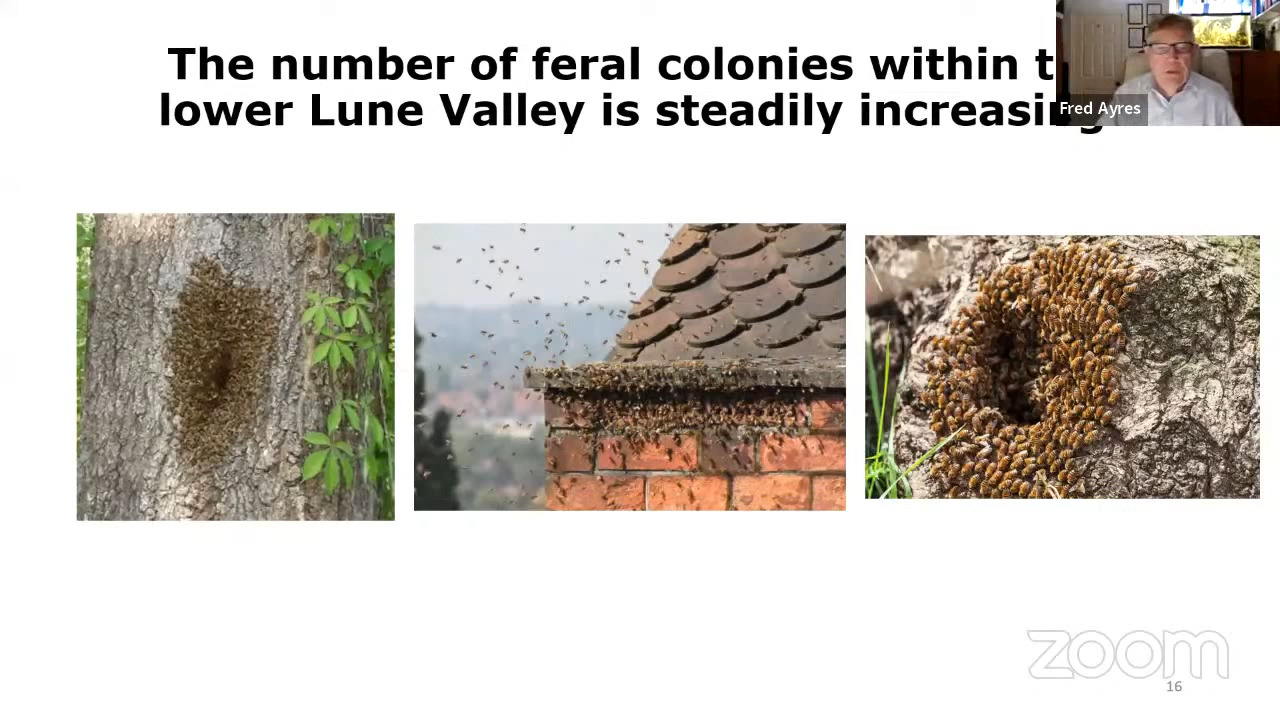 The number of feral colonies within t
lower Lune Valley is steadily increasing
Fred Ayres
zoom
16